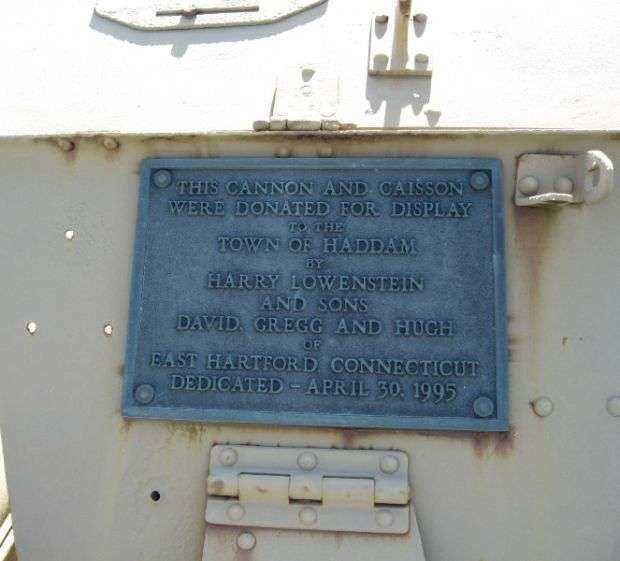 THIS CANNON AND CAISSON
WERE DONATED FOR DISPLAY
TO THE
TOWN OF HADDAM
BY
HARRY LOWENSTEIN
AND SONS
DAVID, GREGG AND HUGH
OF
EAST HARTFORD, CONNECTICUT
DEDICATED - APRIL 30, 1995